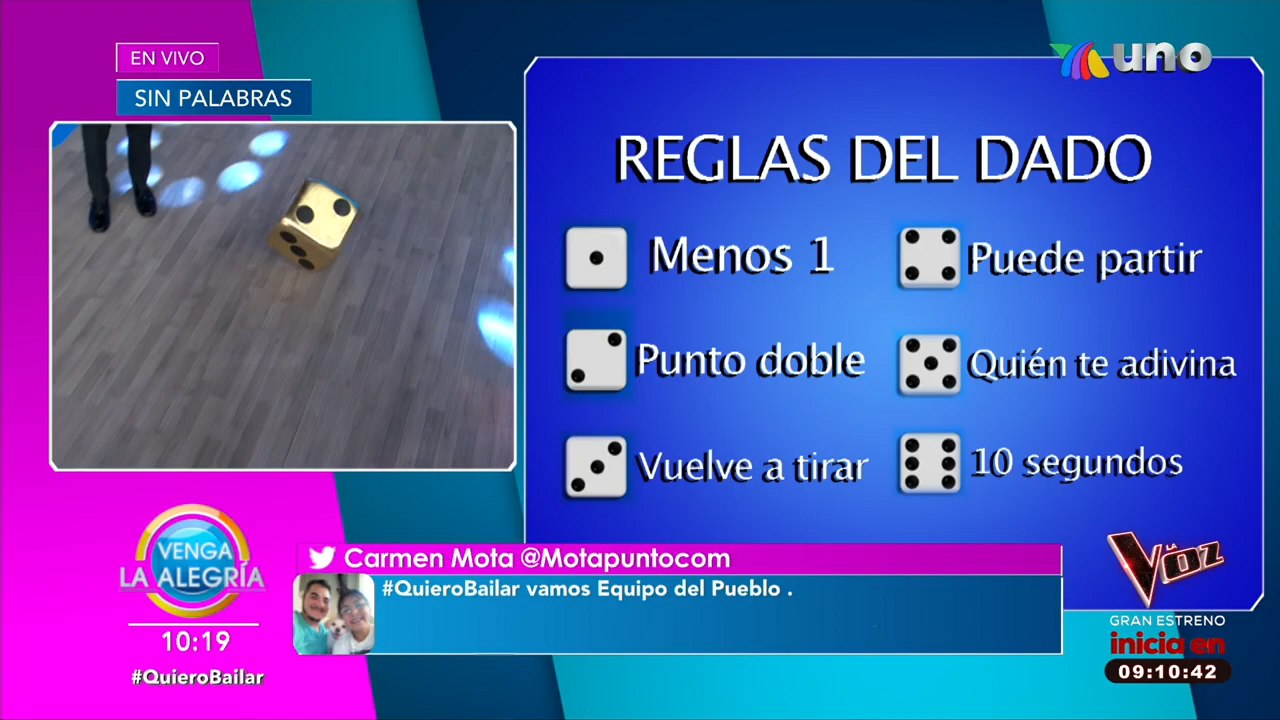 EN VIVO
SIN PALABRAS
uno
REGLAS DEL DADO
Menos 1
Puede partir
Punto doble
Quién te adivina
Vuelve a tirar
10 segundos
VENGA
LA ALEGRÍA
10:19
#QuieroBailar
Carmen Mota @Motapuntocom
#QuieroBailar vamos Equipo del Pueblo .
LA VOZ
GRAN ESTRENO
inicia en
09:10:42